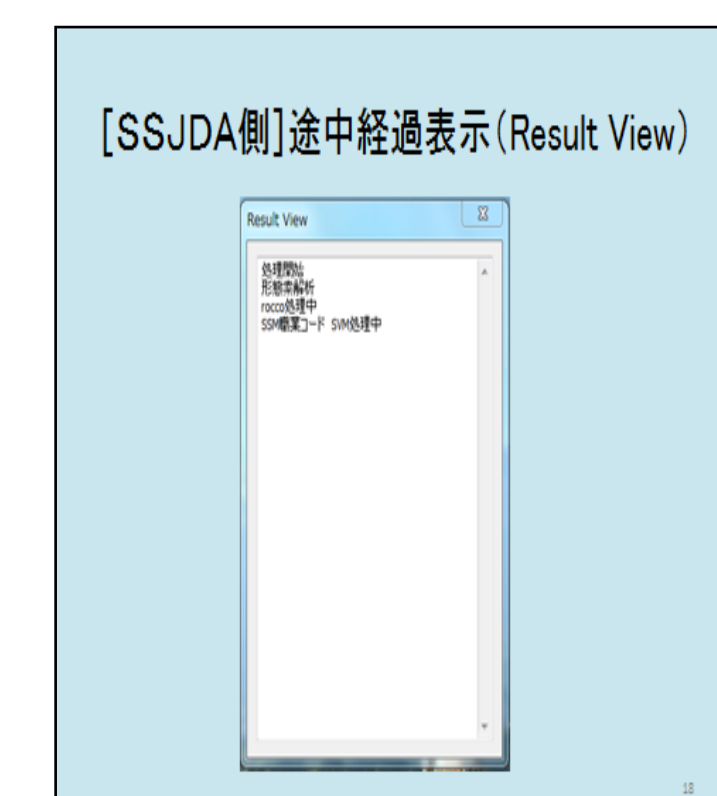 [SSJDA側]途中経過表示(Result View)
Result View
処理開始
形態素解析
rocco処理中
SSM職業コード SVM処理中
18